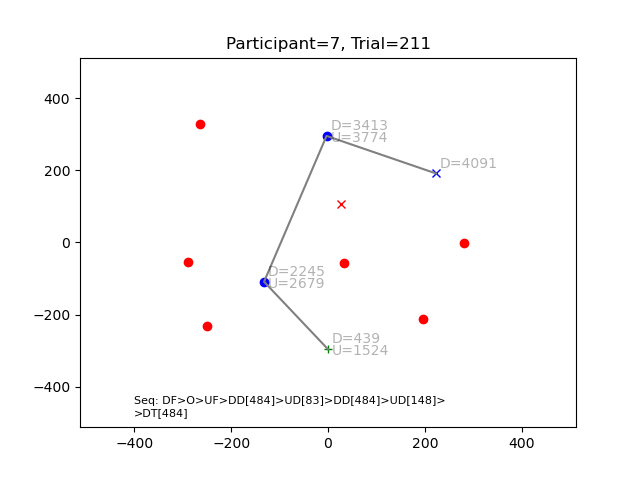 Participant=7, Trial=211
400
200
0
−200
−400
D=3413
U=3774
D=4091
D=2245
U=2679
D=439
U=1524
Seq: DF>O>UF>DD[484]>UD[83]>DD[484]>UD[148]>
>DT[484]
−400
−200
0
200
400